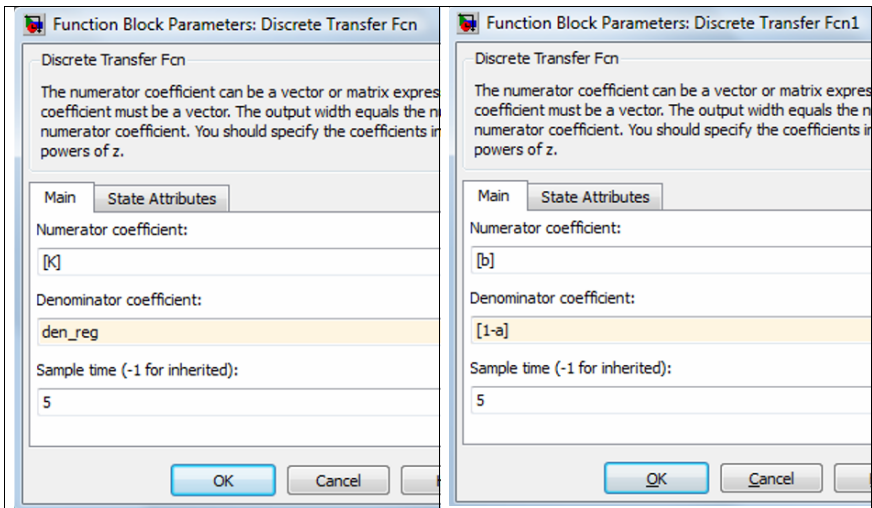 Function Block Parameters: Discrete Transfer Fcn
Discrete Transfer Fcn
The numerator coefficient can be a vector or matrix expres
coefficient must be a vector. The output width equals the n
numerator coefficient. You should specify the coefficients in
powers of z.
Main State Attributes
Numerator coefficient:
[K]
Denominator coefficient:
den_reg
Sample time (-1 for inherited):
5
OK Cancel
Function Block Parameters: Discrete Transfer Fcn1
Discrete Transfer Fcn
The numerator coefficient can be a vector or matrix expres
coefficient must be a vector. The output width equals the n
numerator coefficient. You should specify the coefficients i
powers of z.
Main State Attributes
Numerator coefficient:
[b]
Denominator coefficient:
[1-a]
Sample time (-1 for inherited):
5
OK Cancel